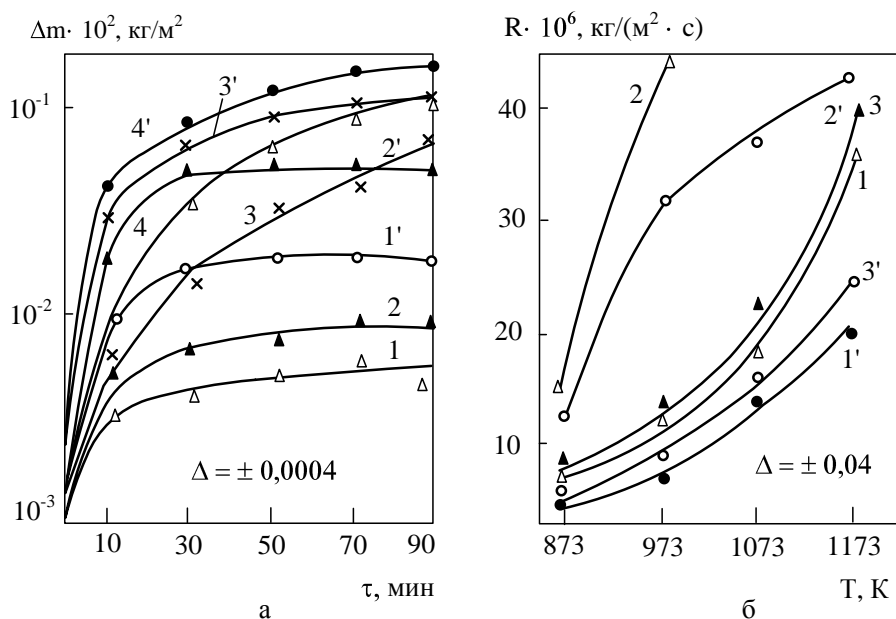 Δm· 10², кг/м²
10⁻¹
10⁻²
10⁻³
4'
3'
2'
4
3
1'
2
1
Δ = ± 0,0004
10 30 50 70 90
τ, мин
а
R· 10⁶, кг/(м² · с)
40
30
20
10
2
3
2'
1
3'
1'
Δ = ± 0,04
873 973 1073 1173
Т, К
б